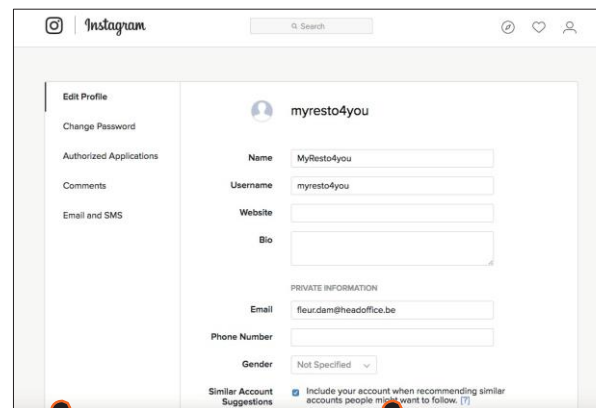 Instagram
Search
Edit Profile
Change Password
Authorized Applications
Comments
Email and SMS
myresto4you
Name MyResto4you
Username myresto4you
Website
Bio
PRIVATE INFORMATION
Email fleur.dam@headoffice.be
Phone Number
Gender Not Specified
Similar Account
Suggestions
Include your account when recommending similar
accounts people might want to follow. [?]